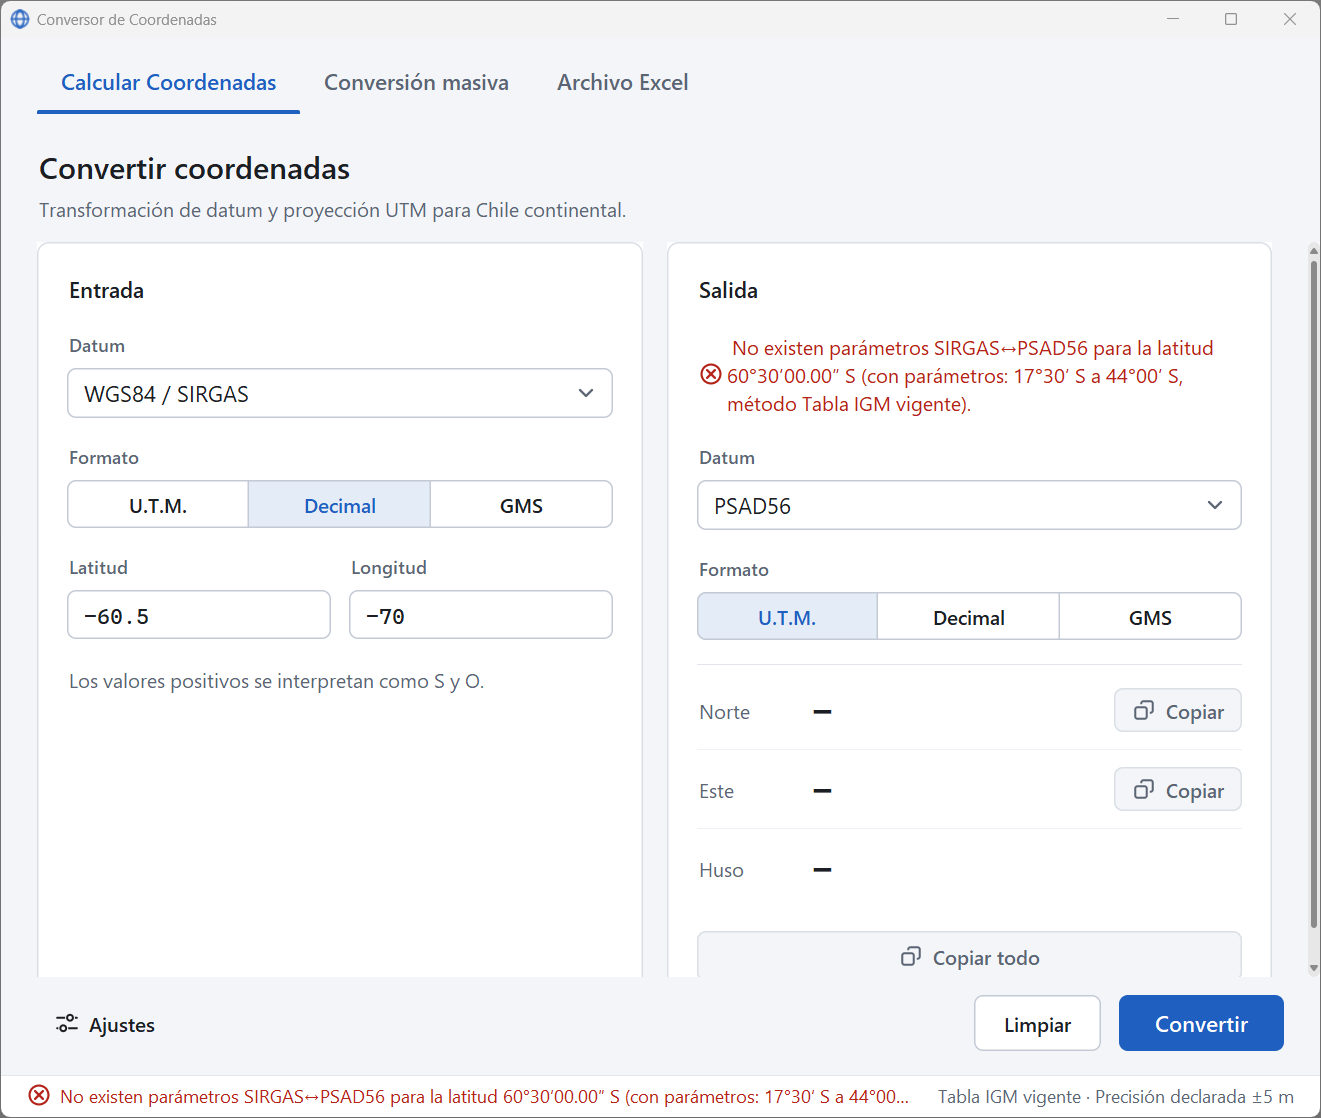 Conversor de Coordenadas
Calcular Coordenadas
Conversión masiva
Archivo Excel
Convertir coordenadas
Transformación de datum y proyección UTM para Chile continental.
Entrada
Datum
WGS84 / SIRGAS
Formato
U.T.M.
Decimal
GMS
Latitud
Longitud
−60.5
−70
Los valores positivos se interpretan como S y O.
Salida
No existen parámetros SIRGAS↔PSAD56 para la latitud
60°30′00.00″ S (con parámetros: 17°30′ S a 44°00′ S,
método Tabla IGM vigente).
Datum
PSAD56
Formato
U.T.M.
Decimal
GMS
Norte
—
Copiar
Este
—
Copiar
Huso
—
Copiar todo
Ajustes
Limpiar
Convertir
No existen parámetros SIRGAS↔PSAD56 para la latitud 60°30′00.00″ S (con parámetros: 17°30′ S a 44°00...
Tabla IGM vigente · Precisión declarada ±5 m